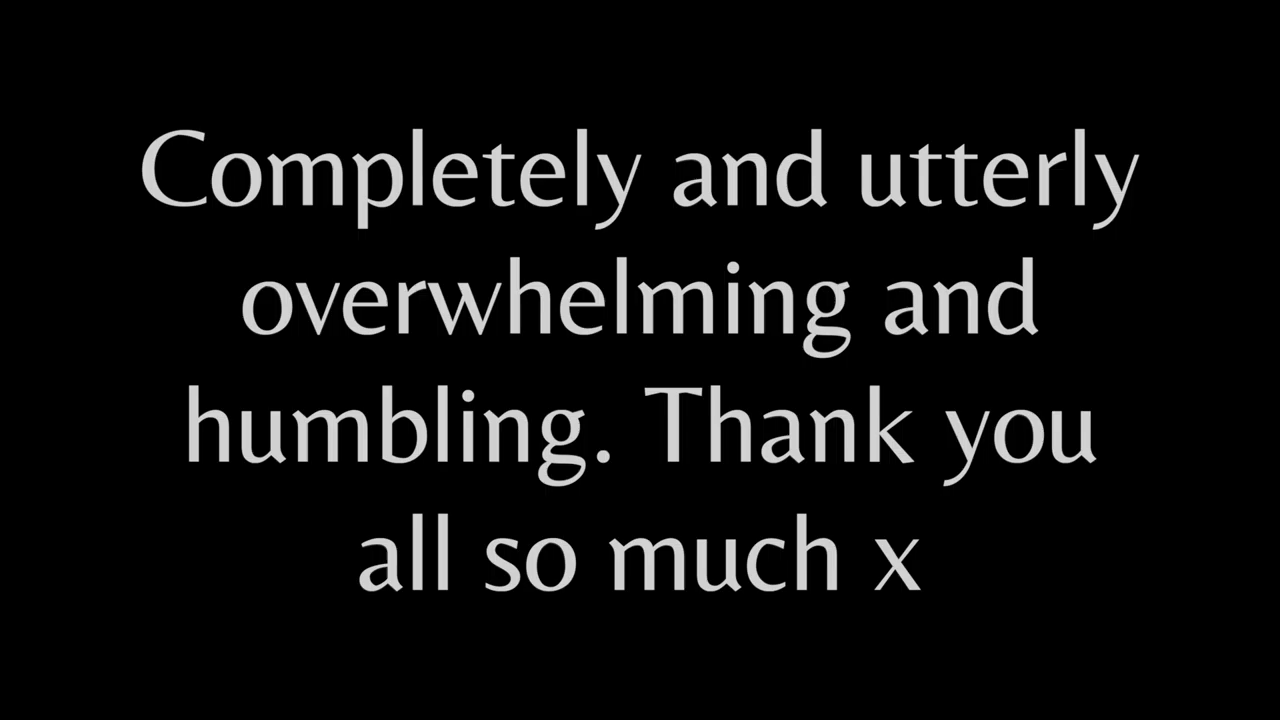 Completely and utterly
overwhelming and
humbling. Thank you
all so much x